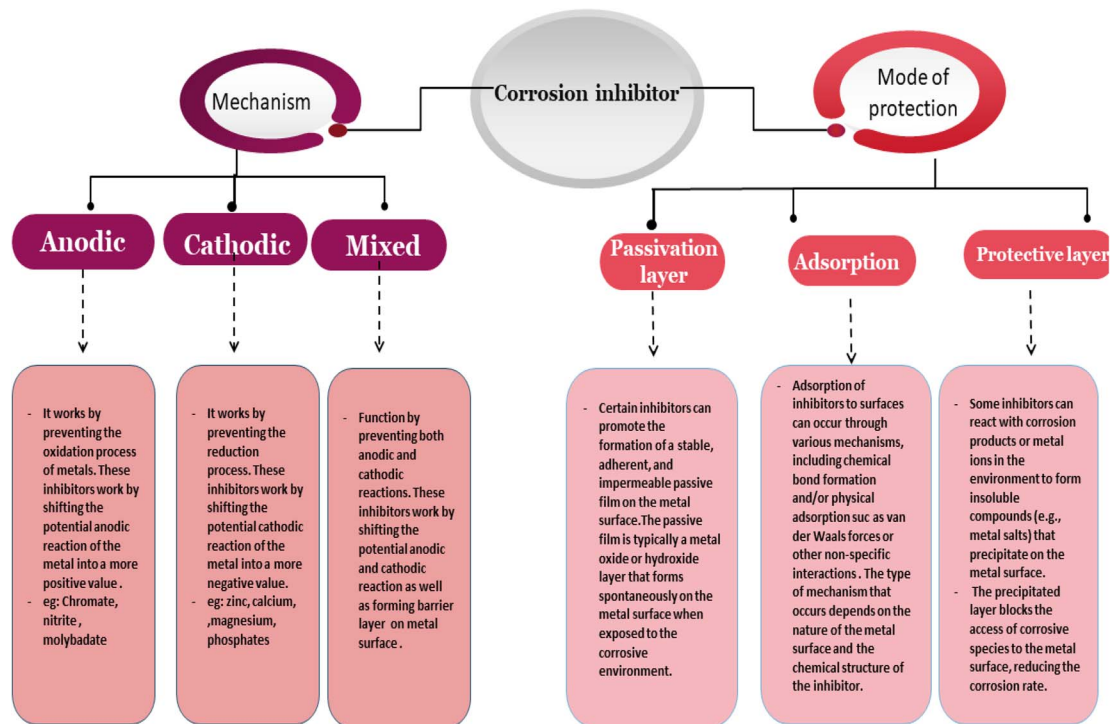 Corrosion inhibitor
Mechanism
Mode of
protection
Anodic
Cathodic
Mixed
Passivation
layer
Adsorption
Protective layer
- It works by
preventing the
oxidation process
of metals. These
inhibitors work by
shifting the
potential anodic
reaction of the
metal into a more
positive value .
- eg: Chromate,
nitrite ,
molybadate
- It works by
preventing the
reduction
process. These
inhibitors work by
shifting the
potential cathodic
reaction of the
metal into a more
negative value.
- eg: zinc, calcium,
,magnesium,
phosphates
- Function by
preventing both
anodic and
cathodic
reactions. These
inhibitors work by
shifting the
potential anodic
and cathodic
reaction as well
as forming barrier
layer on metal
surface .
- Certain inhibitors can
promote the
formation of a stable,
adherent, and
impermeable passive
film on the metal
surface.The passive
film is typically a metal
oxide or hydroxide
layer that forms
spontaneously on the
metal surface when
exposed to the
corrosive
environment.
- Adsorption of
inhibitors to surfaces
can occur through
various mechanisms,
including chemical
bond formation
and/or physical
adsorption suc as van
der Waals forces or
other non-specific
interactions . The type
of mechanism that
occurs depends on the
nature of the metal
surface and the
chemical structure of
the inhibitor.
- Some inhibitors can
react with corrosion
products or metal
ions in the
environment to form
insoluble
compounds (e.g.,
metal salts) that
precipitate on the
metal surface.
- The precipitated
layer blocks the
access of corrosive
species to the metal
surface, reducing the
corrosion rate.